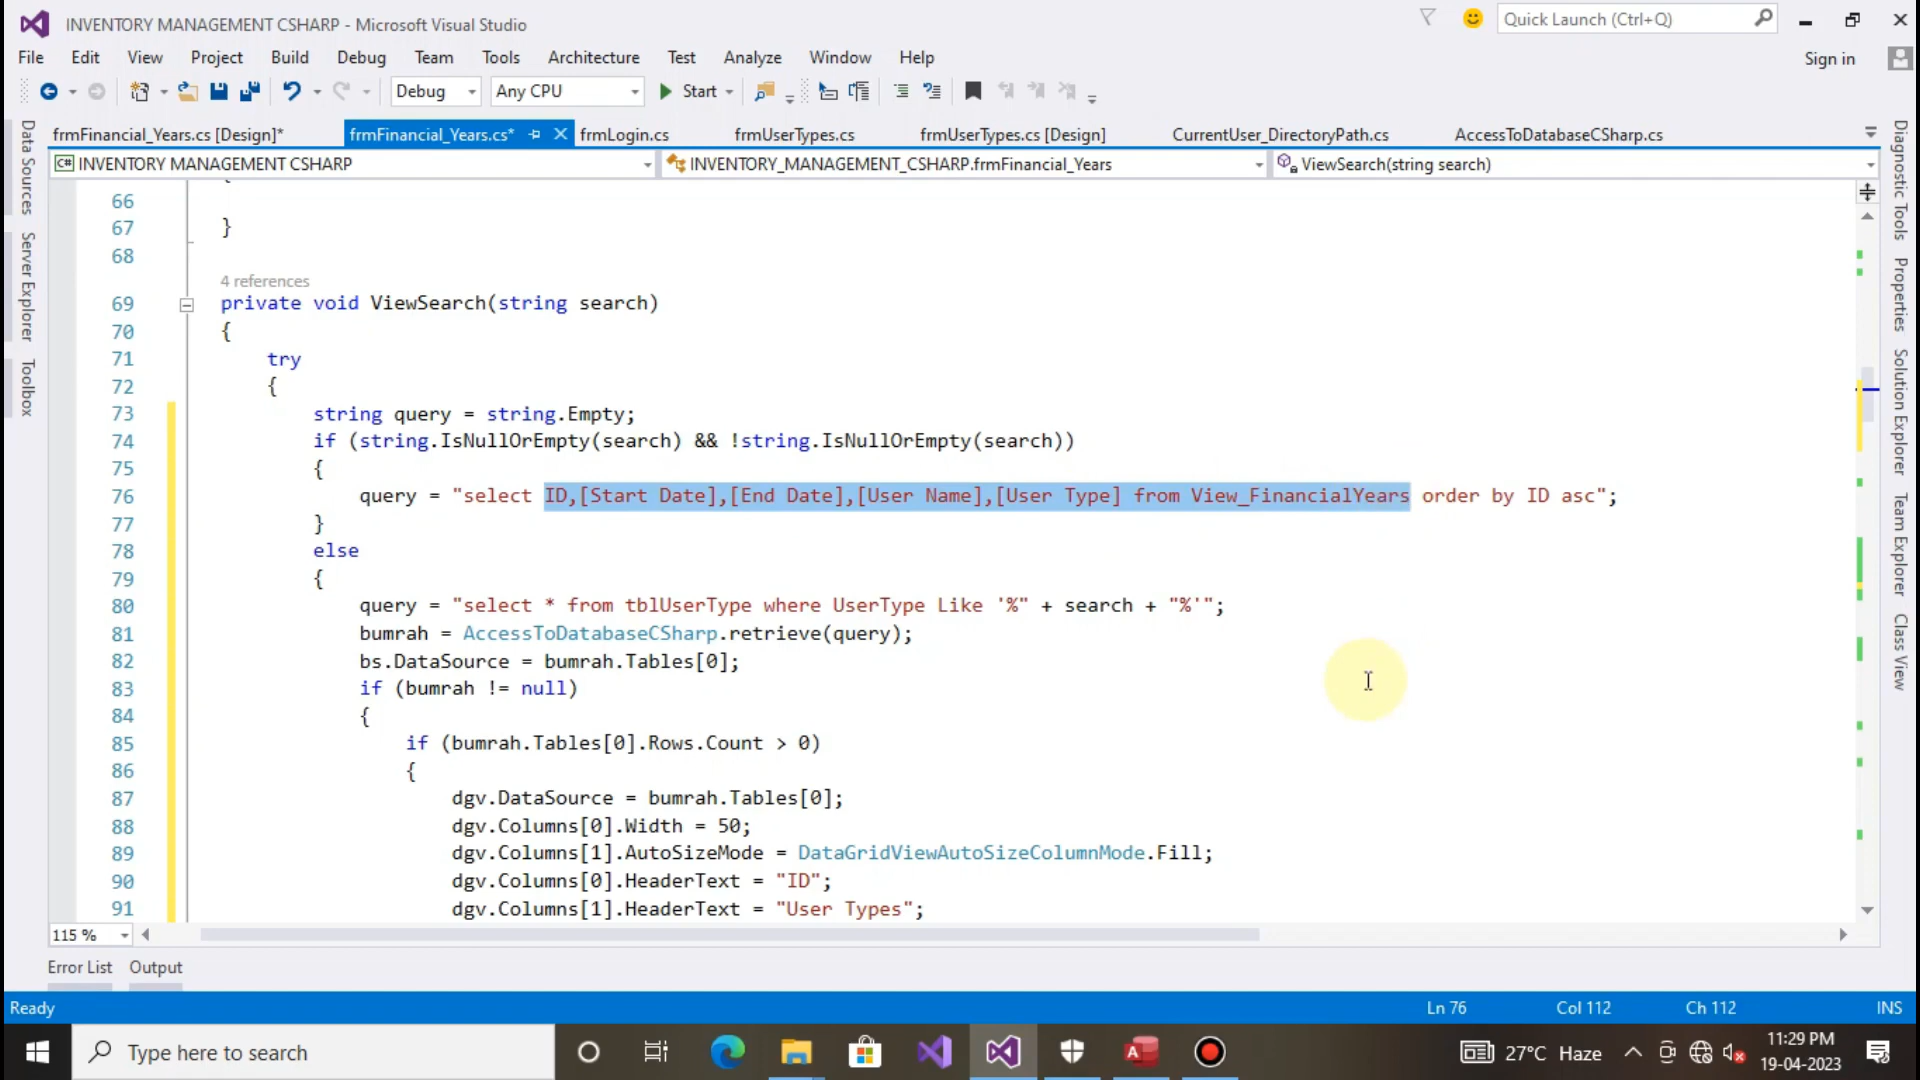 INVENTORY MANAGEMENT CSHARP - Microsoft Visual Studio
Quick Launch (Ctrl+Q)
File Edit View Project Build Debug Team Tools Architecture Test Analyze Window Help
Sign in
Debug Any CPU Start
frmFinancial_Years.cs [Design]* frmFinancial_Years.cs* frmLogin.cs frmUserTypes.cs frmUserTypes.cs [Design] CurrentUser_DirectoryPath.cs AccessToDatabaseCSharp.cs
C# INVENTORY MANAGEMENT CSHARP INVENTORY_MANAGEMENT_CSHARP.frmFinancial_Years ViewSearch(string search)
Data Sources
Server Explorer
Toolbox
66
67 }
68
4 references
69 private void ViewSearch(string search)
70 {
71 try
72 {
73 string query = string.Empty;
74 if (string.IsNullOrEmpty(search) && !string.IsNullOrEmpty(search))
75 {
76 query = "select ID,[Start Date],[End Date],[User Name],[User Type] from View_FinancialYears order by ID asc";
77 }
78 else
79 {
80 query = "select * from tblUserType where UserType Like '%" + search + "%'";
81 bumrah = AccessToDatabaseCSharp.retrieve(query);
82 bs.DataSource = bumrah.Tables[0];
83 if (bumrah != null)
84 {
85 if (bumrah.Tables[0].Rows.Count > 0)
86 {
87 dgv.DataSource = bumrah.Tables[0];
88 dgv.Columns[0].Width = 50;
89 dgv.Columns[1].AutoSizeMode = DataGridViewAutoSizeColumnMode.Fill;
90 dgv.Columns[0].HeaderText = "ID";
91 dgv.Columns[1].HeaderText = "User Types";
Diagnostic Tools
Properties
Solution Explorer
Team Explorer
Class View
115 %
Error List Output
Ready Ln 76 Col 112 Ch 112 INS
Type here to search
A
27°C Haze
11:29 PM
19-04-2023